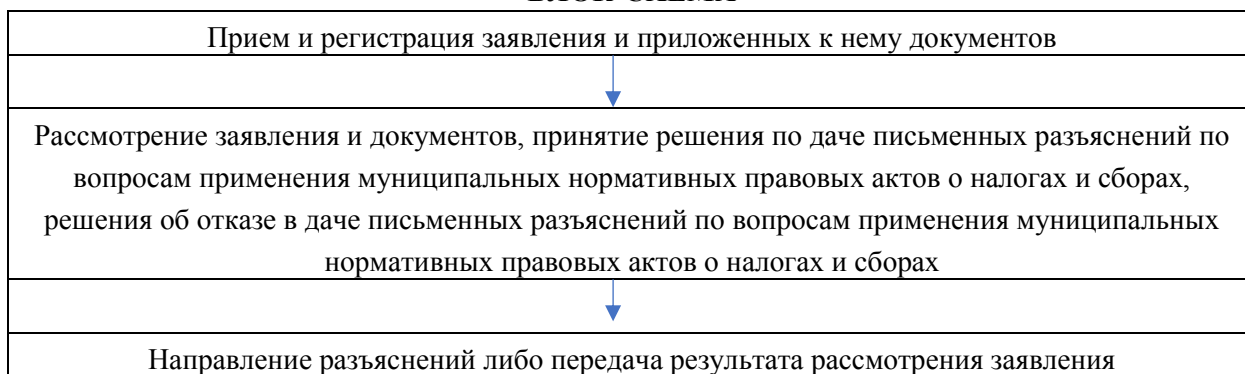 Прием и регистрация заявления и приложенных к нему документов
Рассмотрение заявления и документов, принятие решения по даче письменных разъяснений по
вопросам применения муниципальных нормативных правовых актов о налогах и сборах,
решения об отказе в даче письменных разъяснений по вопросам применения муниципальных
нормативных правовых актов о налогах и сборах
Направление разъяснений либо передача результата рассмотрения заявления